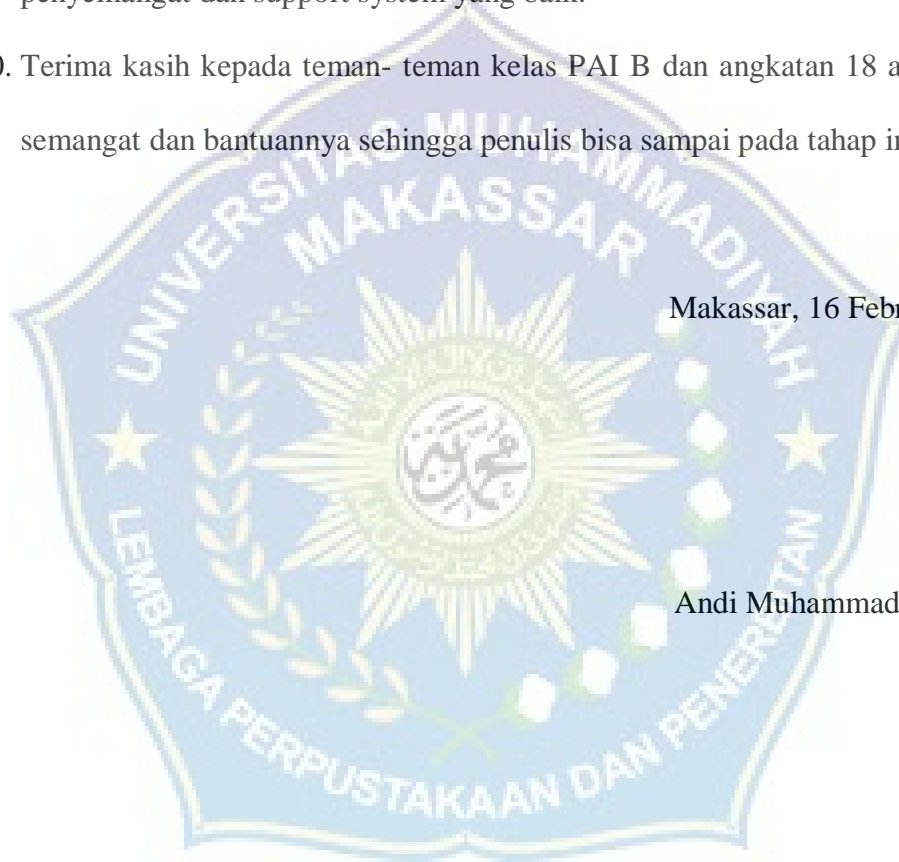 penyemangat dan support system yang baik.
0. Terima kasih kepada teman- teman kelas PAI B dan angkatan 18 a
semangat dan bantuannya sehingga penulis bisa sampai pada tahap in
UNIVERSITAS MUHAMMADIYAH
MAKASSAR
Makassar, 16 Febr
Andi Muhammad
LEMBAGA PERPUSTAKAAN DAN PENERBITAN